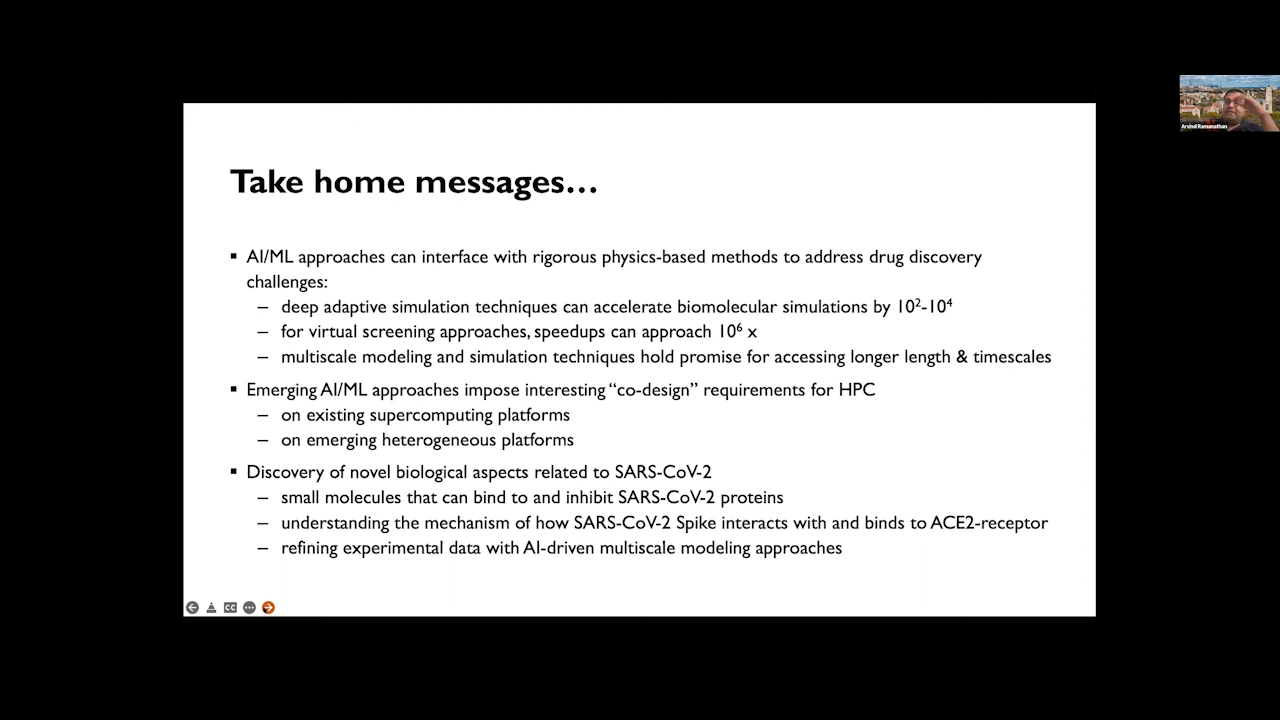 Take home messages…
▪ AI/ML approaches can interface with rigorous physics-based methods to address drug discovery
challenges:
– deep adaptive simulation techniques can accelerate biomolecular simulations by 10²-10⁴
– for virtual screening approaches, speedups can approach 10⁶ x
– multiscale modeling and simulation techniques hold promise for accessing longer length & timescales
▪ Emerging AI/ML approaches impose interesting “co-design” requirements for HPC
– on existing supercomputing platforms
– on emerging heterogeneous platforms
▪ Discovery of novel biological aspects related to SARS-CoV-2
– small molecules that can bind to and inhibit SARS-CoV-2 proteins
– understanding the mechanism of how SARS-CoV-2 Spike interacts with and binds to ACE2-receptor
– refining experimental data with AI-driven multiscale modeling approaches
CC
Arvind Ramanathan